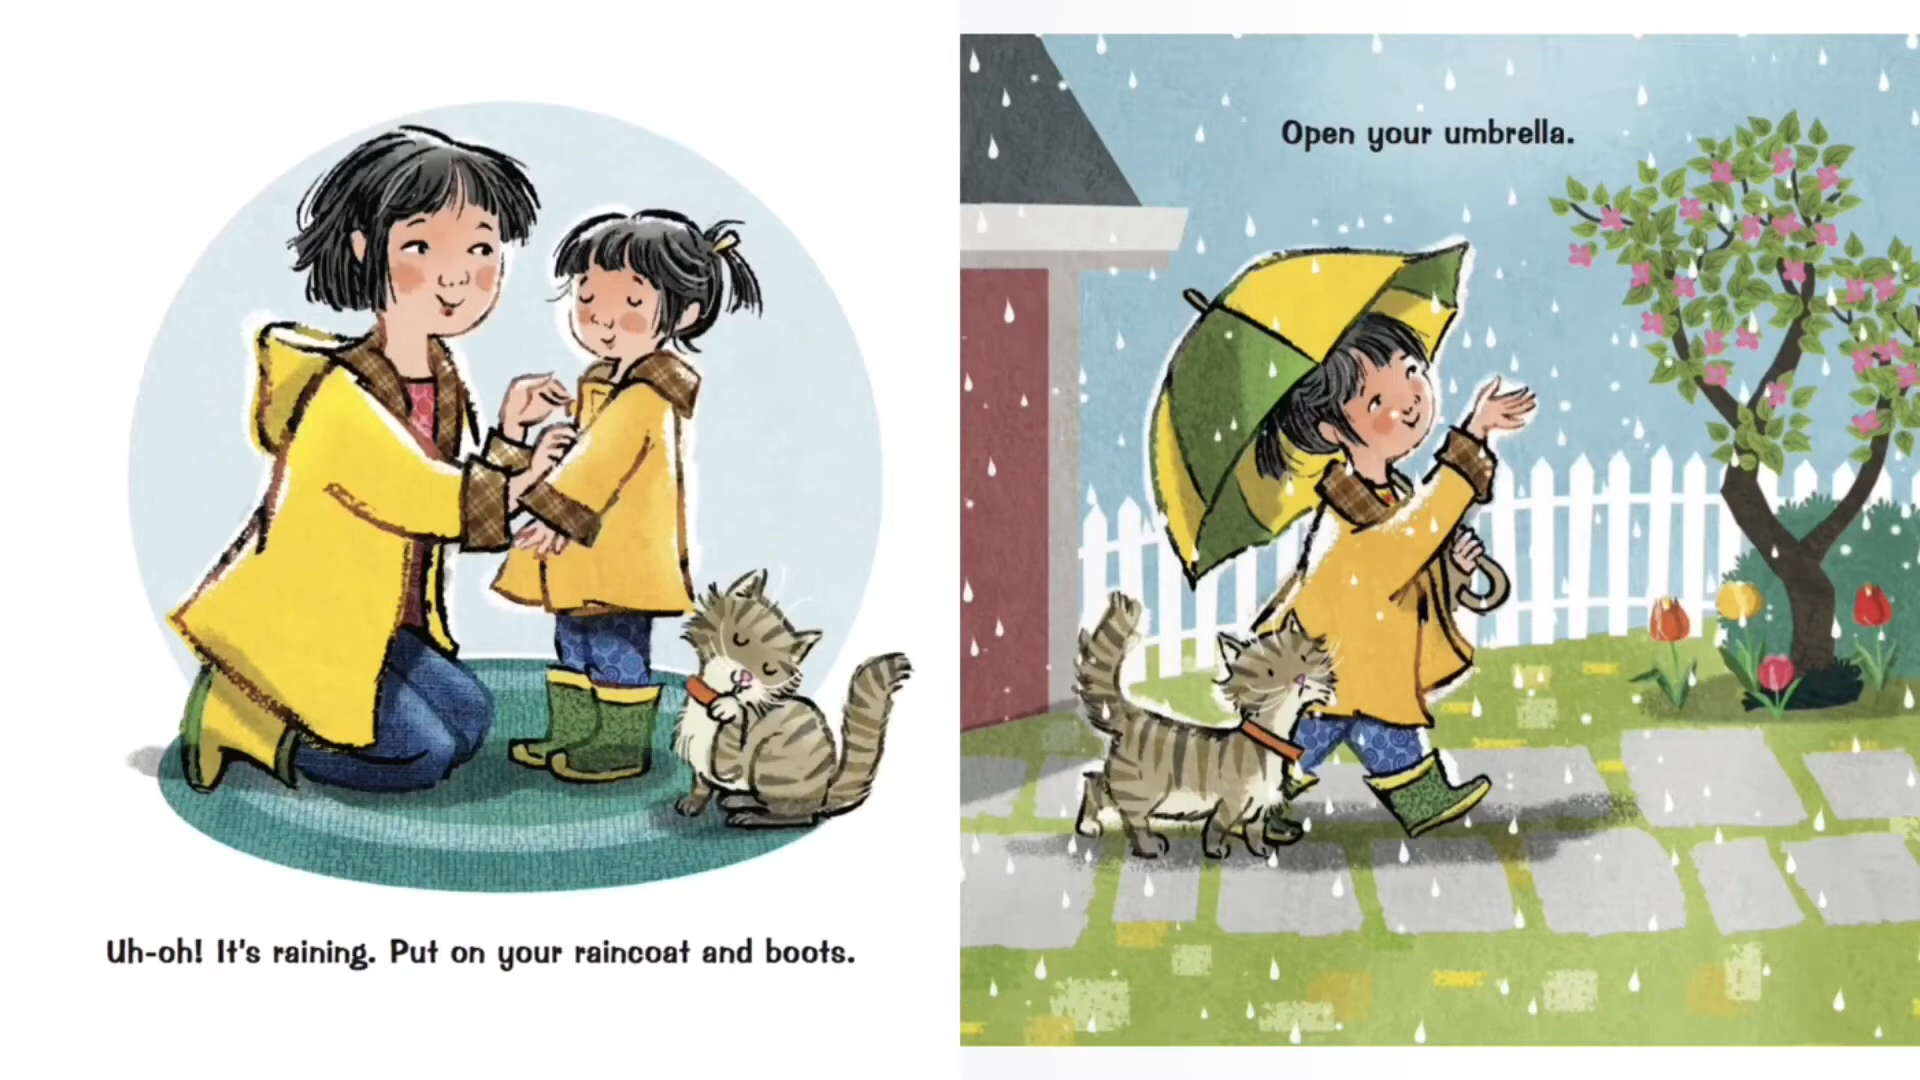 Uh-oh! It's raining. Put on your raincoat and boots.
Open your umbrella.